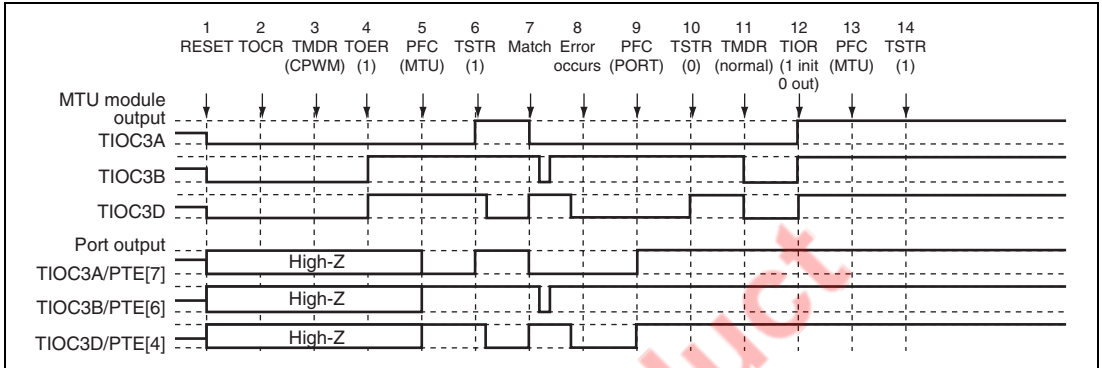 1 2 3 4 5 6 7 8 9 10 11 12 13 14
RESET TOCR TMDR TOER PFC TSTR Match Error PFC TSTR TMDR TIOR PFC TSTR
(CPWM) (1) (MTU) (1) occurs (PORT) (0) (normal) (1 init (MTU) (1)
0 out)
MTU module
output
TIOC3A
TIOC3B
TIOC3D
Port output
TIOC3A/PTE[7] High-Z
TIOC3B/PTE[6] High-Z
TIOC3D/PTE[4] High-Z
uct